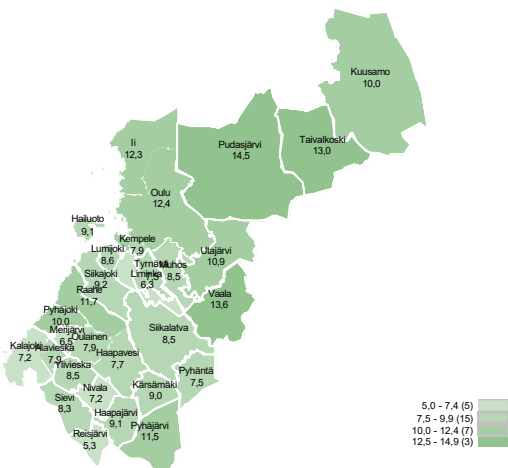 Kuusamo
10,0
Taivalkoski
13,0
Pudasjärvi
14,5
Ii
12,3
Oulu
12,4
Hailuoto
9,1
Kempele
7,9
Lumijoki
8,6
Tyrnävä
Muhos
8,5
Utajärvi
10,9
Siikajoki
9,2
Liminka
6,3
Raahe
11,7
Vaala
13,6
Pyhäjoki
10,0
Merijärvi
6,5
Oulainen
7,9
Siikalatva
8,5
Kalajoki
7,2
Alavieska
7,9
Ylivieska
8,5
Haapavesi
7,7
Pyhäntä
7,5
Nivala
7,2
Kärsämäki
9,0
Sievi
8,3
Haapajärvi
9,1
Reisjärvi
5,3
Pyhäjärvi
11,5
5,0 - 7,4 (5)
7,5 - 9,9 (15)
10,0 - 12,4 (7)
12,5 - 14,9 (3)